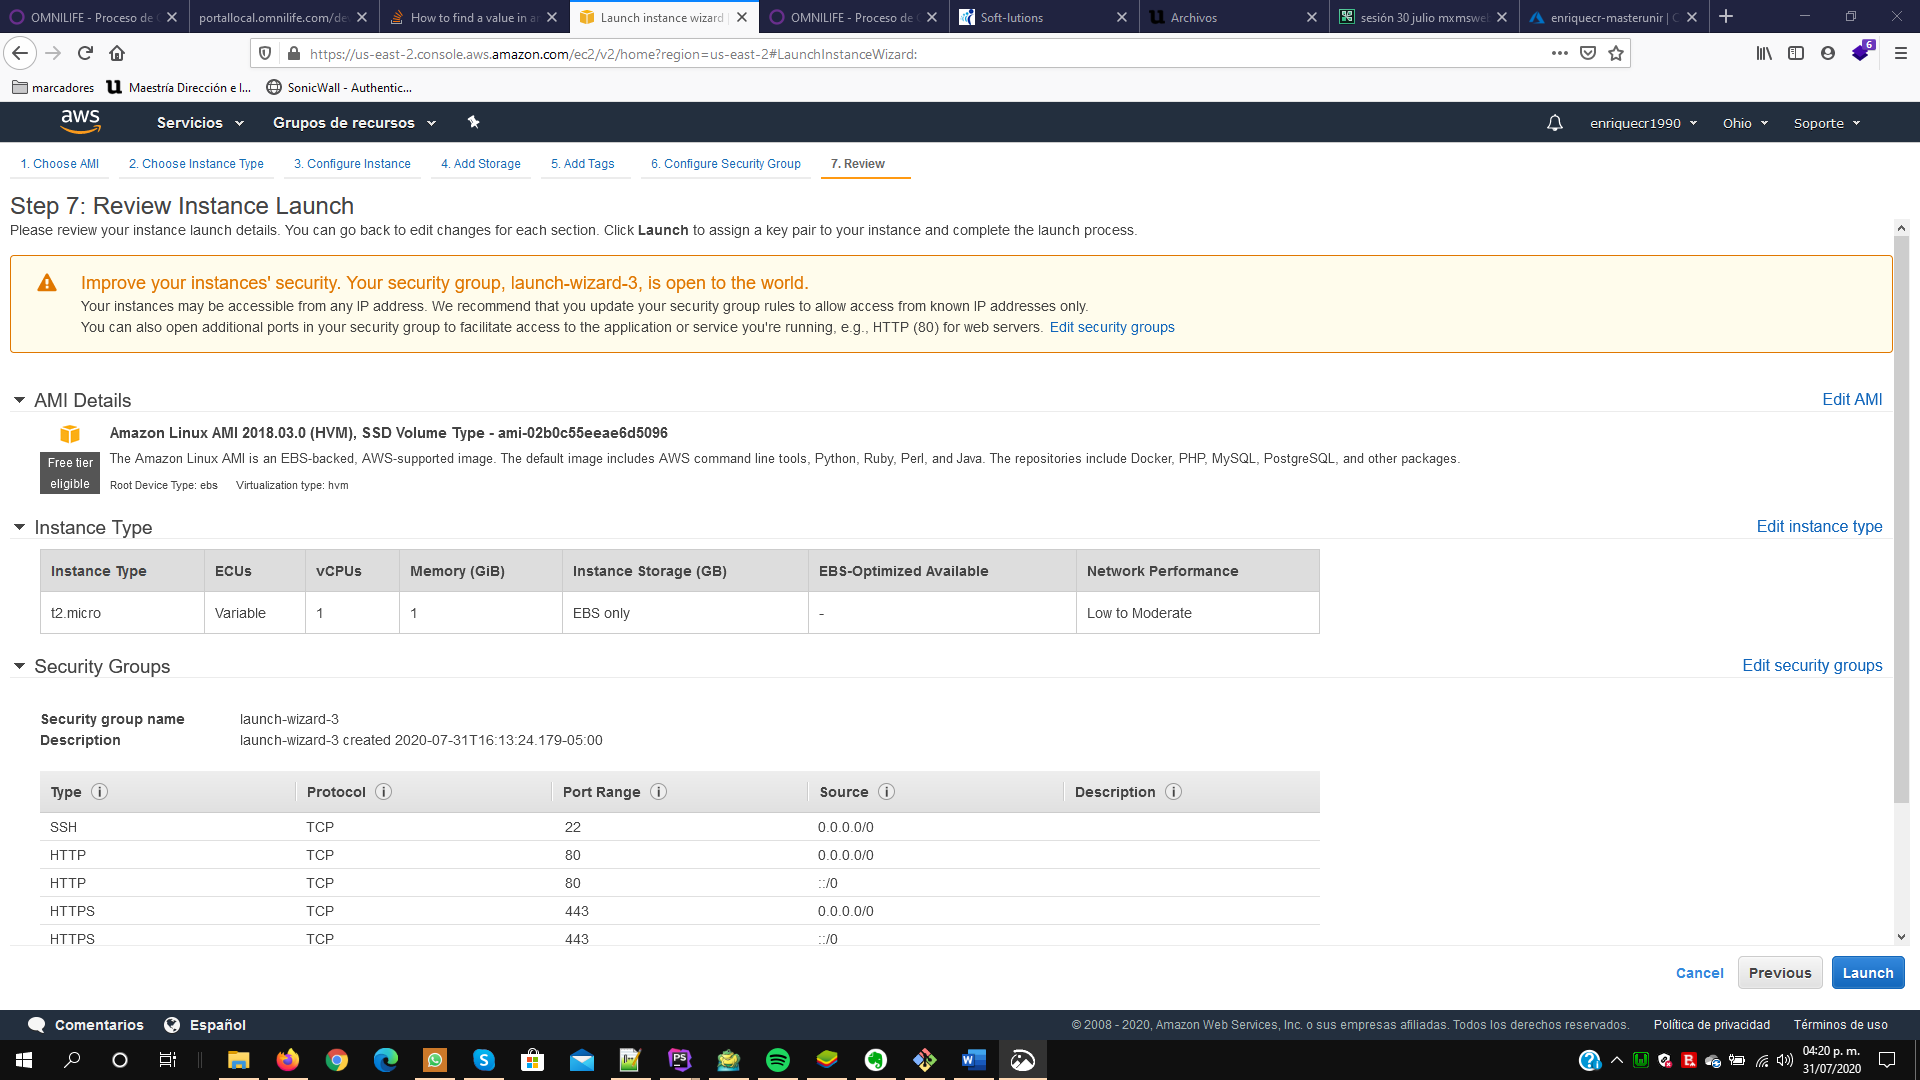 OMNILIFE - Proceso de
portallocal.omnilife.com/de
How to find a value in a
Launch instance wizard |
OMNILIFE - Proceso de
Soft-lutions
Archivos
sesión 30 julio mxmswe
enriquecr-masterunir | C
https://us-east-2.console.aws.amazon.com/ec2/v2/home?region=us-east-2#LaunchInstanceWizard:
6
marcadores
Maestría Dirección e I...
SonicWall - Authentic...
aws
Servicios
Grupos de recursos
enriquecr1990
Ohio
Soporte
1. Choose AMI
2. Choose Instance Type
3. Configure Instance
4. Add Storage
5. Add Tags
6. Configure Security Group
7. Review
Step 7: Review Instance Launch
Please review your instance launch details. You can go back to edit changes for each section. Click Launch to assign a key pair to your instance and complete the launch process.
Improve your instances' security. Your security group, launch-wizard-3, is open to the world.
Your instances may be accessible from any IP address. We recommend that you update your security group rules to allow access from known IP addresses only.
You can also open additional ports in your security group to facilitate access to the application or service you're running, e.g., HTTP (80) for web servers. Edit security groups
AMI Details
Edit AMI
Amazon Linux AMI 2018.03.0 (HVM), SSD Volume Type - ami-02b0c55eeae6d5096
Free tier
eligible
The Amazon Linux AMI is an EBS-backed, AWS-supported image. The default image includes AWS command line tools, Python, Ruby, Perl, and Java. The repositories include Docker, PHP, MySQL, PostgreSQL, and other packages.
Root Device Type: ebs Virtualization type: hvm
Instance Type
Edit instance type
Instance Type ECUs vCPUs Memory (GiB) Instance Storage (GB) EBS-Optimized Available Network Performance
t2.micro Variable 1 1 EBS only - Low to Moderate
Security Groups
Edit security groups
Security group name launch-wizard-3
Description launch-wizard-3 created 2020-07-31T16:13:24.179-05:00
Type Protocol Port Range Source Description
SSH TCP 22 0.0.0.0/0
HTTP TCP 80 0.0.0.0/0
HTTP TCP 80 ::/0
HTTPS TCP 443 0.0.0.0/0
HTTPS TCP 443 ::/0
Cancel
Previous
Launch
Comentarios
Español
© 2008 - 2020, Amazon Web Services, Inc. o sus empresas afiliadas. Todos los derechos reservados.
Política de privacidad
Términos de uso
04:20 p. m.
31/07/2020